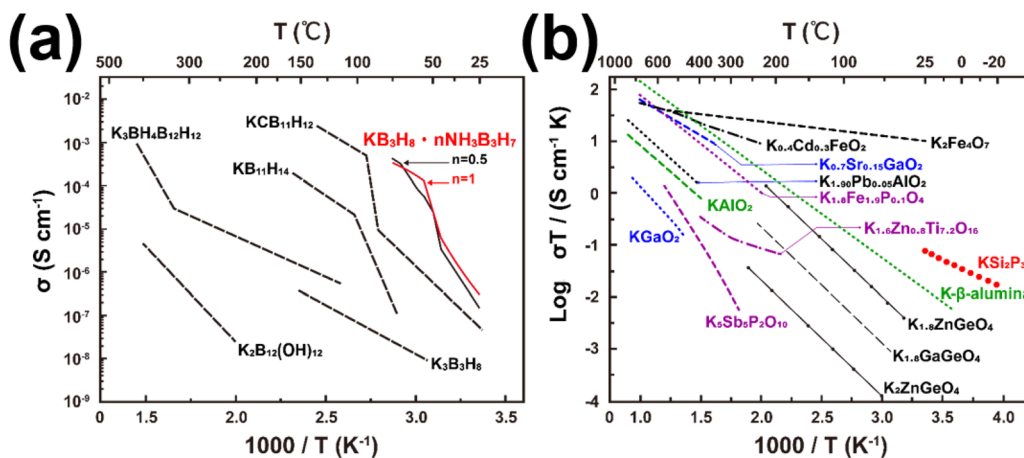 (a)
T (℃)
500 300 200 150 100 50 25
10⁻²
10⁻³
10⁻⁴
10⁻⁵
10⁻⁶
10⁻⁷
10⁻⁸
10⁻⁹
σ (S cm⁻¹)
K₃BH₄B₁₂H₁₂
KCB₁₁H₁₂
KB₃H₈・nNH₃B₃H₇
n=0.5
n=1
KB₁₁H₁₄
K₂B₁₂(OH)₁₂
K₃B₃H₈
0 1.5 2.0 2.5 3.0 3.5
1000 / T (K⁻¹)
(b)
T (℃)
1000 600 400 300 200 100 25 0 -20
2
1
0
-1
-2
-4
Log σT / (S cm⁻¹ K)
K₂Fe₄O₇
K₀.₄Cd₀.₃FeO₂
K₀.₇Sr₀.₁₅GaO₂
K₁.₉₀Pb₀.₀₅AlO₂
KAlO₂
K₁.₈Fe₁.₉P₀.₁O₄
KGaO₂
K₁.₆Zn₀.₈Ti₇.₂O₁₆
KSi₂P₃
K-β-alumina
K₅Sb₅P₂O₁₀
K₁.₈ZnGeO₄
K₁.₈GaGeO₄
K₂ZnGeO₄
0 1.0 1.5 2.0 2.5 3.0 3.5 4.0
1000 / T (K⁻¹)